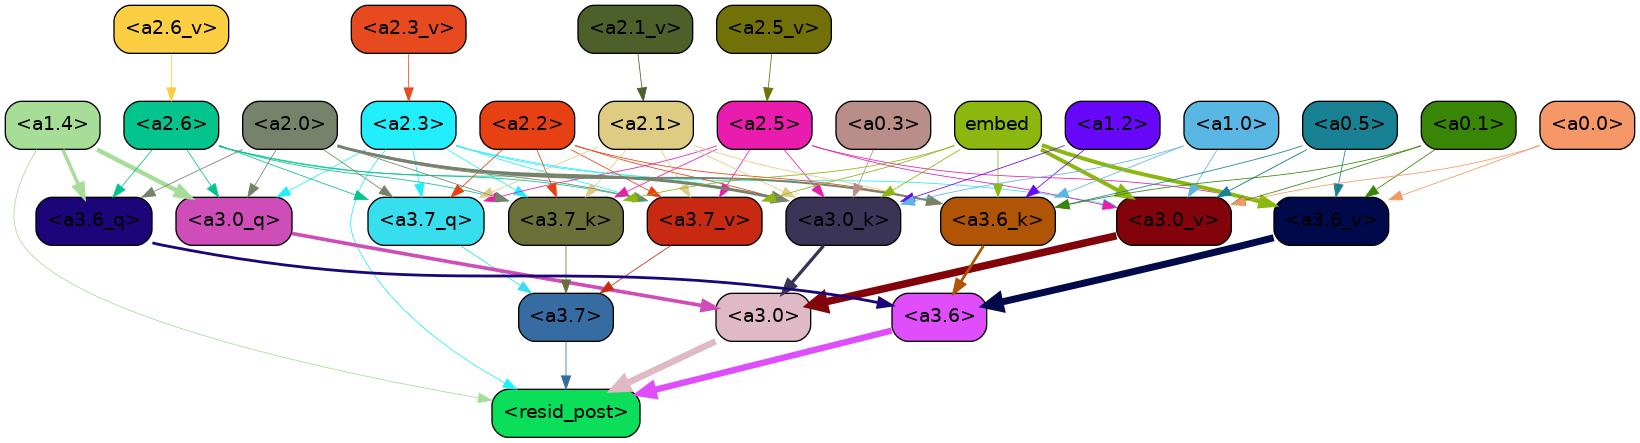 <a2.6_v> <a2.3_v> <a2.1_v> <a2.5_v>
<a1.4> <a2.6> <a2.0> <a2.3> <a2.2> <a2.1> <a2.5> <a0.3> embed <a1.2> <a1.0> <a0.5> <a0.1> <a0.0>
<a3.6_q> <a3.0_q> <a3.7_q> <a3.7_k> <a3.7_v> <a3.0_k> <a3.6_k> <a3.0_v> <a3.6_v>
<a3.7> <a3.0> <a3.6>
<resid_post>